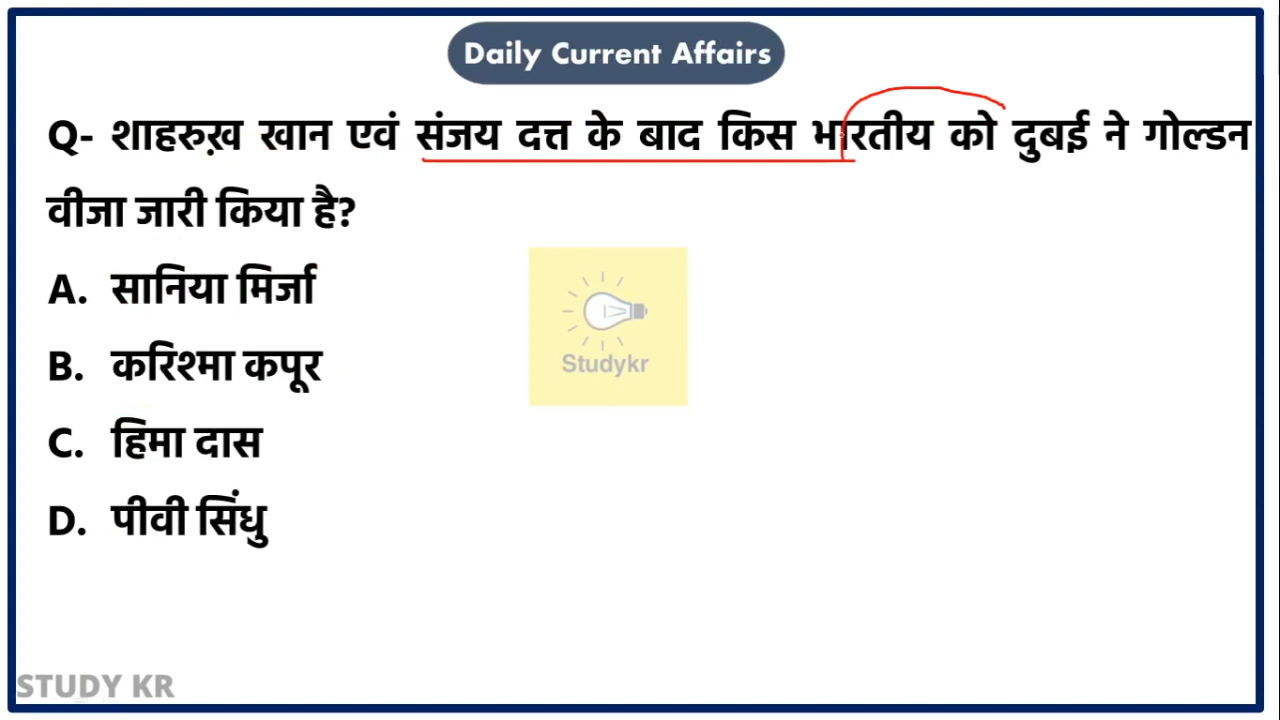 Daily Current Affairs
Q- शाहरुख़ खान एवं संजय दत्त के बाद किस भारतीय को दुबई ने गोल्डन
वीजा जारी किया है?
A. सानिया मिर्जा
B. करिश्मा कपूर
Studykr
C. हिमा दास
D. पीवी सिंधु
STUDY KR